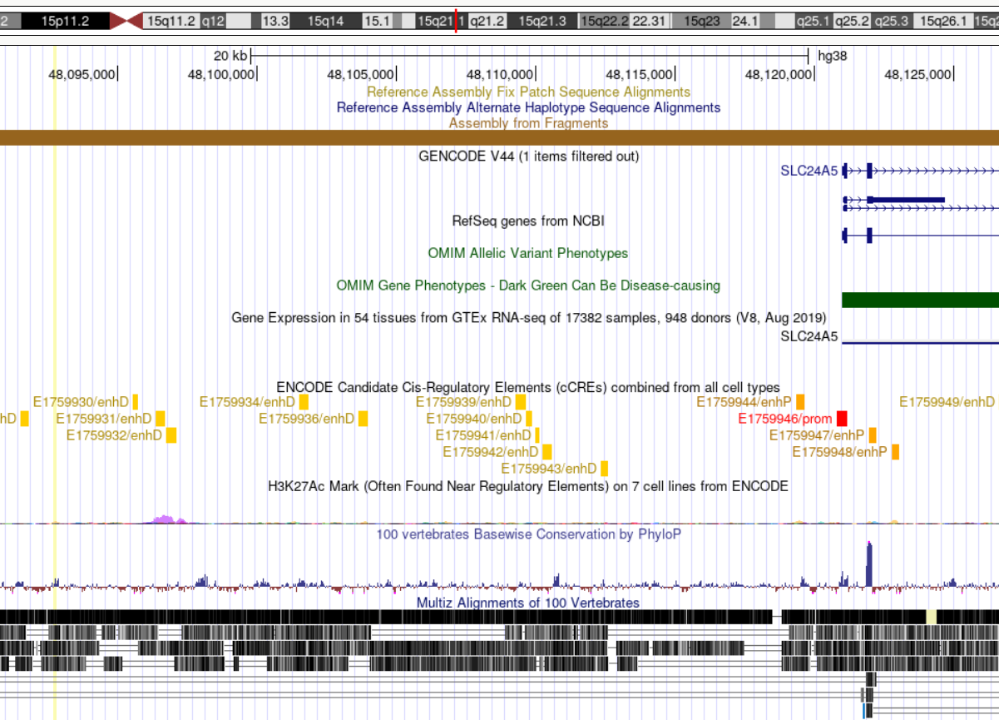 2 15p11.2 15q11.2 q12 13.3 15q14 15.1 15q21.1 q21.2 15q21.3 15q22.2 22.31 15q23 24.1 q25.1 q25.2 q25.3 15q26.1 15q2
20 kb hg38
48,095,000 48,100,000 48,105,000 48,110,000 48,115,000 48,120,000 48,125,000
Reference Assembly Fix Patch Sequence Alignments
Reference Assembly Alternate Haplotype Sequence Alignments
Assembly from Fragments
GENCODE V44 (1 items filtered out)
SLC24A5
RefSeq genes from NCBI
OMIM Allelic Variant Phenotypes
OMIM Gene Phenotypes - Dark Green Can Be Disease-causing
Gene Expression in 54 tissues from GTEx RNA-seq of 17382 samples, 948 donors (V8, Aug 2019)
SLC24A5
ENCODE Candidate Cis-Regulatory Elements (cCREs) combined from all cell types
E1759930/enhD E1759934/enhD E1759939/enhD E1759944/enhP E1759949/enhD
hD E1759931/enhD E1759936/enhD E1759940/enhD E1759946/prom
E1759932/enhD E1759941/enhD E1759947/enhP
E1759942/enhD E1759948/enhP
E1759943/enhD
H3K27Ac Mark (Often Found Near Regulatory Elements) on 7 cell lines from ENCODE
100 vertebrates Basewise Conservation by PhyloP
Multiz Alignments of 100 Vertebrates